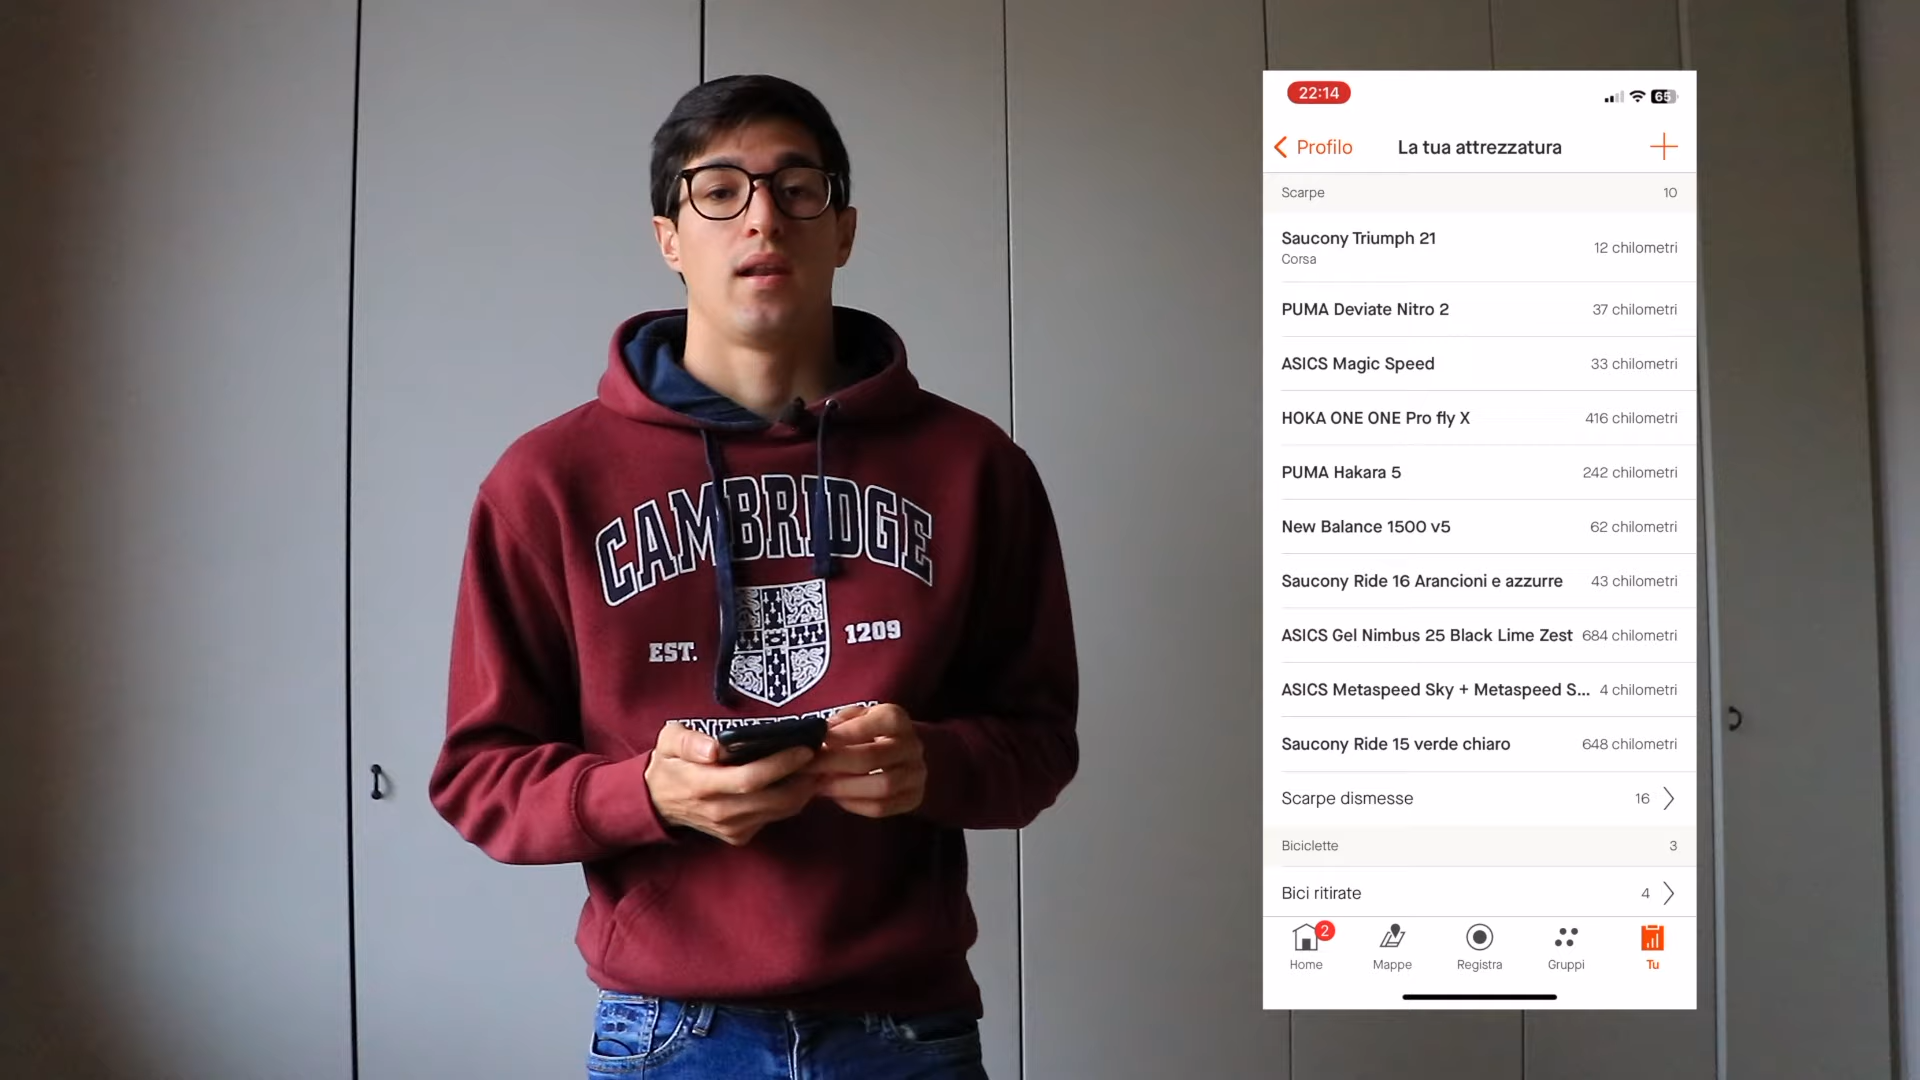 CAMBRIDGE
EST. 1209
UNIVERSITY
22:14
65
Profilo
La tua attrezzatura
Scarpe 10
Saucony Triumph 21
Corsa
12 chilometri
PUMA Deviate Nitro 2 37 chilometri
ASICS Magic Speed 33 chilometri
HOKA ONE ONE Pro fly X 416 chilometri
PUMA Hakara 5 242 chilometri
New Balance 1500 v5 62 chilometri
Saucony Ride 16 Arancioni e azzurre 43 chilometri
ASICS Gel Nimbus 25 Black Lime Zest 684 chilometri
ASICS Metaspeed Sky + Metaspeed S... 4 chilometri
Saucony Ride 15 verde chiaro 648 chilometri
Scarpe dismesse 16
Biciclette 3
Bici ritirate 4
2
Home Mappe Registra Gruppi Tu